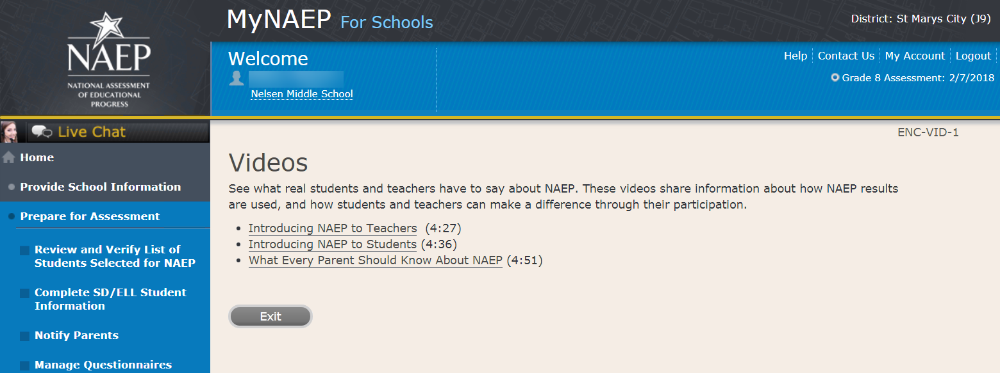 NAEP
NATIONAL ASSESSMENT
OF EDUCATIONAL
PROGRESS
MyNAEP For Schools
District: St Marys City (J9)
Welcome
Nelsen Middle School
Help Contact Us My Account Logout
Grade 8 Assessment: 2/7/2018
Live Chat
Home
Provide School Information
Prepare for Assessment
Review and Verify List of
Students Selected for NAEP
Complete SD/ELL Student
Information
Notify Parents
Manage Questionnaires
ENC-VID-1
Videos
See what real students and teachers have to say about NAEP. These videos share information about how NAEP results
are used, and how students and teachers can make a difference through their participation.
• Introducing NAEP to Teachers (4:27)
• Introducing NAEP to Students (4:36)
• What Every Parent Should Know About NAEP (4:51)
Exit